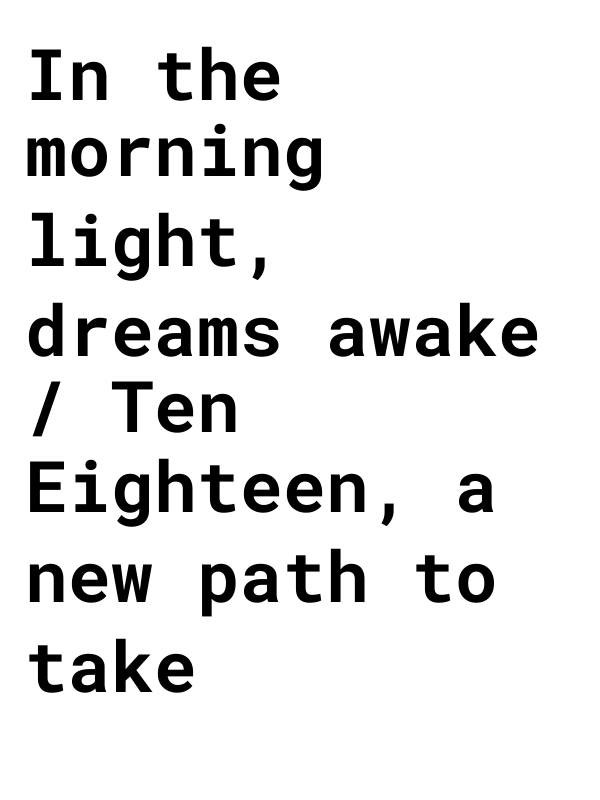 In the
morning
light,
dreams awake
/ Ten
Eighteen, a
new path to
take